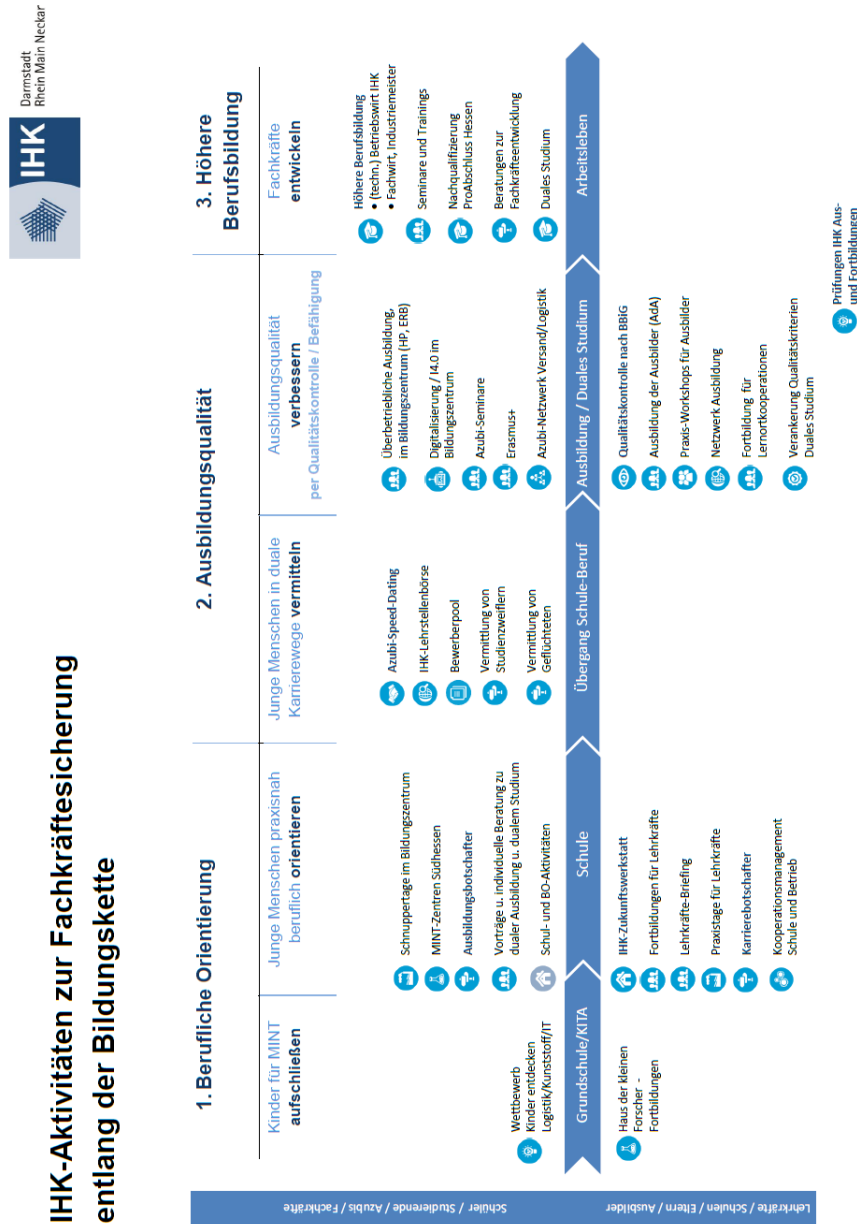 IHK-Aktivitäten zur Fachkräftesicherung
entlang der Bildungskette
IHK
Darmstadt
Rhein Main Neckar
1. Berufliche Orientierung
2. Ausbildungsqualität
3. Höhere
Berufsbildung
Kinder für MINT
aufschließen
Junge Menschen praxisnah
beruflich orientieren
Junge Menschen in duale
Karrierewege vermitteln
Ausbildungsqualität
verbessern
per Qualitätskontrolle / Befähigung
Fachkräfte
entwickeln
Schüler / Studierende / Azubis / Fachkräfte
Wettbewerb
Kinder entdecken
Logistik/Kunststoff/IT
Schnuppertage im Bildungszentrum
MINT-Zentren Südhessen
Ausbildungsbotschafter
Vorträge u. individuelle Beratung zu
dualer Ausbildung u. dualem Studium
Schul- und BO-Aktivitäten
Azubi-Speed-Dating
IHK-Lehrstellenbörse
Bewerberpool
Vermittlung von
Studienzweiflern
Vermittlung von
Geflüchteten
Überbetriebliche Ausbildung,
im Bildungszentrum (HP, ERB)
Digitalisierung / I4.0 im
Bildungszentrum
Azubi-Seminare
Erasmus+
Azubi-Netzwerk Versand/Logistik
Höhere Berufsbildung
• (techn.) Betriebswirt IHK
• Fachwirt, Industriemeister
Seminare und Trainings
Nachqualifizierung
ProAbschluss Hessen
Beratungen zur
Fachkräfteentwicklung
Duales Studium
Grundschule/KITA
Schule
Übergang Schule-Beruf
Ausbildung / Duales Studium
Arbeitsleben
Lehrkräfte / Schulen / Eltern / Ausbilder
Haus der kleinen
Forscher -
Fortbildungen
IHK-Zukunftswerkstatt
Fortbildungen für Lehrkräfte
Lehrkräfte-Briefing
Praxistage für Lehrkräfte
Karrierebotschafter
Kooperationsmanagement
Schule und Betrieb
Qualitätskontrolle nach BBiG
Ausbildung der Ausbilder (AdA)
Praxis-Workshops für Ausbilder
Netzwerk Ausbildung
Fortbildung für
Lernortkooperationen
Verankerung Qualitätskriterien
Duales Studium
Prüfungen IHK Aus-
und Fortbildungen